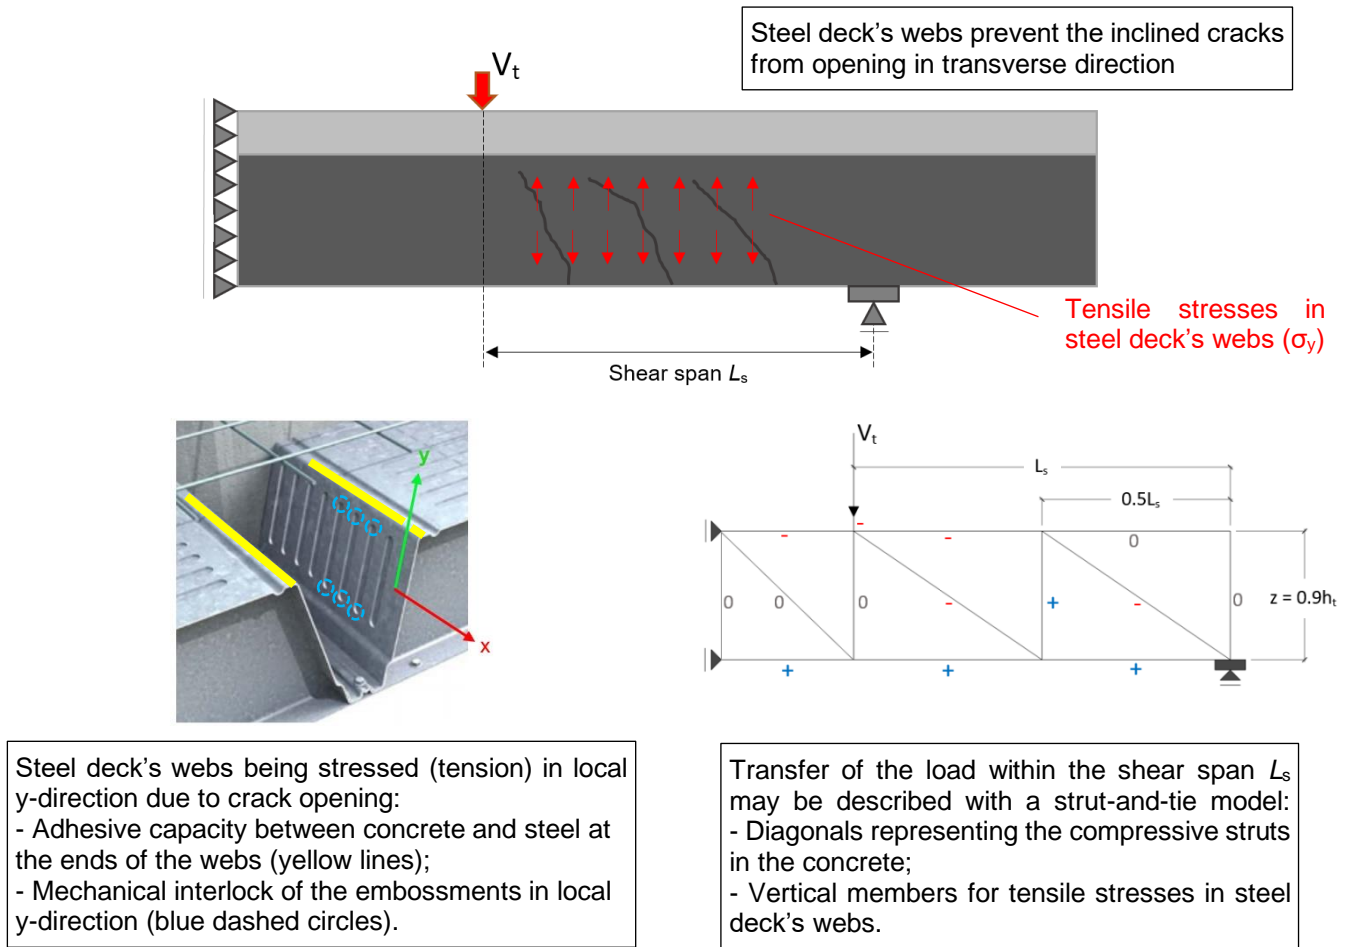 Steel deck's webs prevent the inclined cracks
from opening in transverse direction
Vt
Tensile stresses in
steel deck's webs (σy)
Shear span Ls
y
x
Vt
Ls
0.5Ls
-
-
-
0
0
0
0
-
+
-
0
z = 0.9ht
+
+
+
Steel deck's webs being stressed (tension) in local
y-direction due to crack opening:
- Adhesive capacity between concrete and steel at
the ends of the webs (yellow lines);
- Mechanical interlock of the embossments in local
y-direction (blue dashed circles).
Transfer of the load within the shear span Ls
may be described with a strut-and-tie model:
- Diagonals representing the compressive struts
in the concrete;
- Vertical members for tensile stresses in steel
deck's webs.